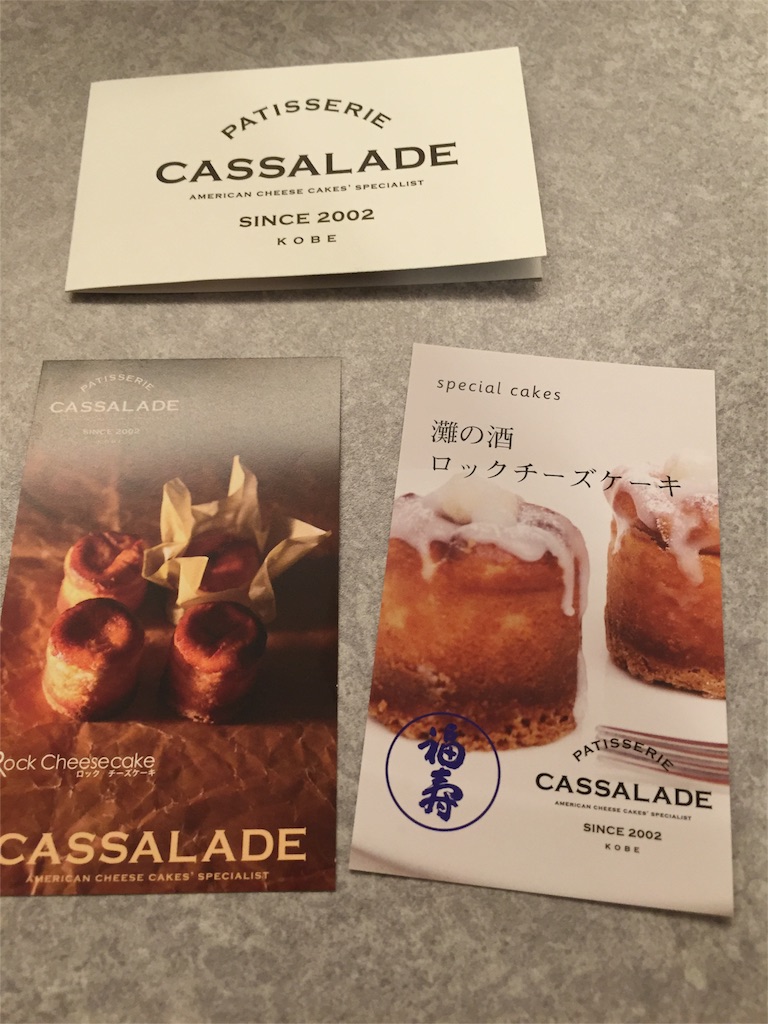 PATISSERIE
CASSALADE
AMERICAN CHEESE CAKES' SPECIALIST
SINCE 2002
KOBE
PATISSERIE
CASSALADE
SINCE 2002
Rock Cheesecake
ロック チーズケーキ
CASSALADE
AMERICAN CHEESE CAKES' SPECIALIST
special cakes
灘の酒
ロックチーズケーキ
福寿
PATISSERIE
CASSALADE
AMERICAN CHEESE CAKES' SPECIALIST
SINCE 2002
KOBE